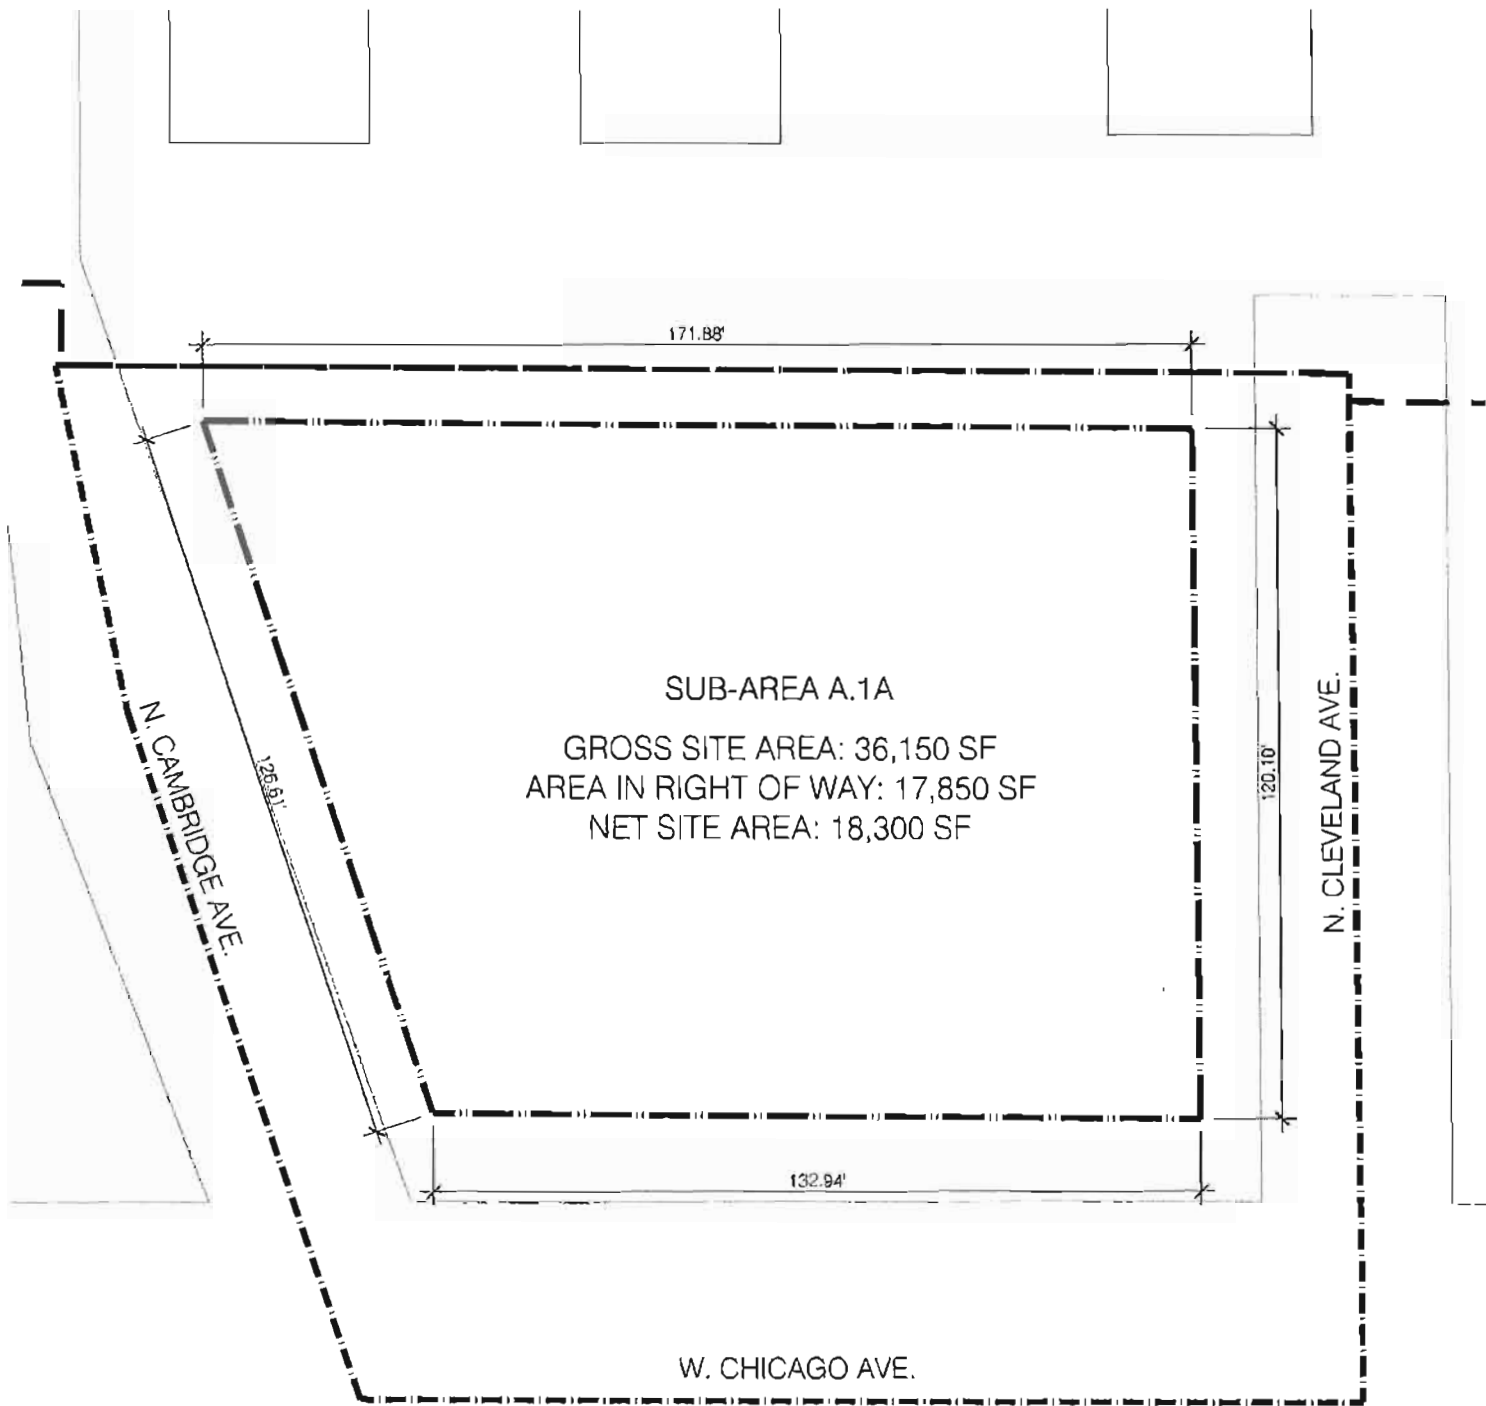 171.88'
SUB-AREA A.1A
GROSS SITE AREA: 36,150 SF
AREA IN RIGHT OF WAY: 17,850 SF
NET SITE AREA: 18,300 SF
N. CAMBRIDGE AVE.
126.61'
120.10'
N. CLEVELAND AVE.
132.94'
W. CHICAGO AVE.